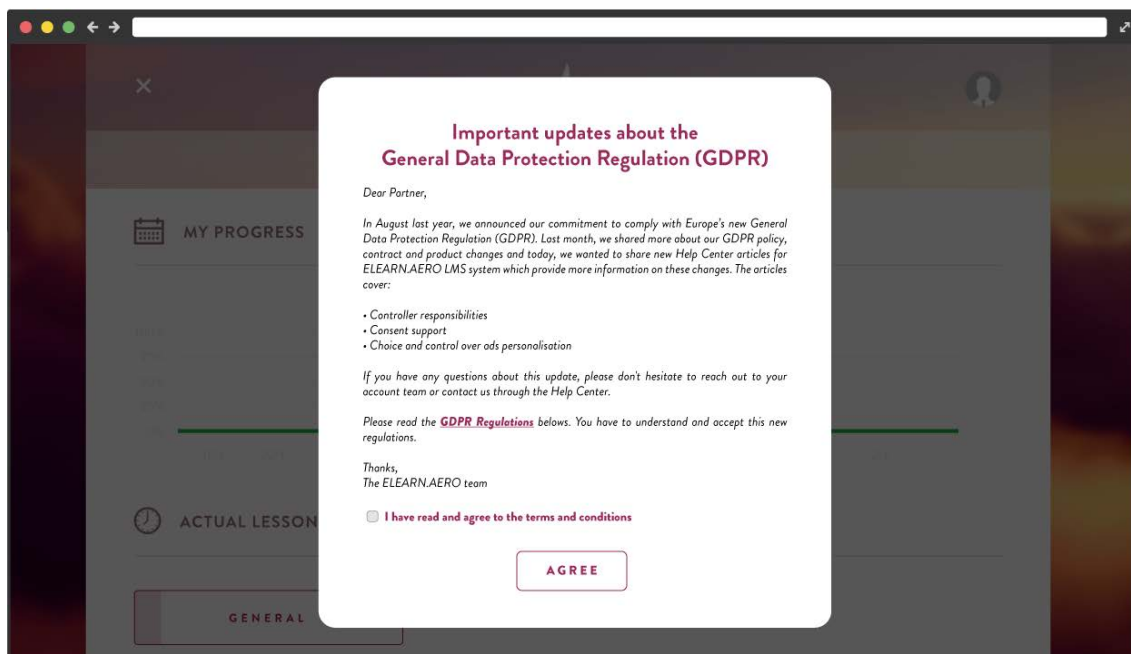 Important updates about the
General Data Protection Regulation (GDPR)
Dear Partner,
In August last year, we announced our commitment to comply with Europe's new General
Data Protection Regulation (GDPR). Last month, we shared more about our GDPR policy,
contract and product changes and today, we wanted to share new Help Center articles for
ELEARN.AERO LMS system which provide more information on these changes. The articles
cover:
• Controller responsibilities
• Consent support
• Choice and control over ads personalisation
If you have any questions about this update, please don't hesitate to reach out to your
account team or contact us through the Help Center.
Please read the GDPR Regulations belows. You have to understand and accept this new
regulations.
Thanks,
The ELEARN.AERO team
I have read and agree to the terms and conditions
AGREE
MY PROGRESS
ACTUAL LESSON
GENERAL